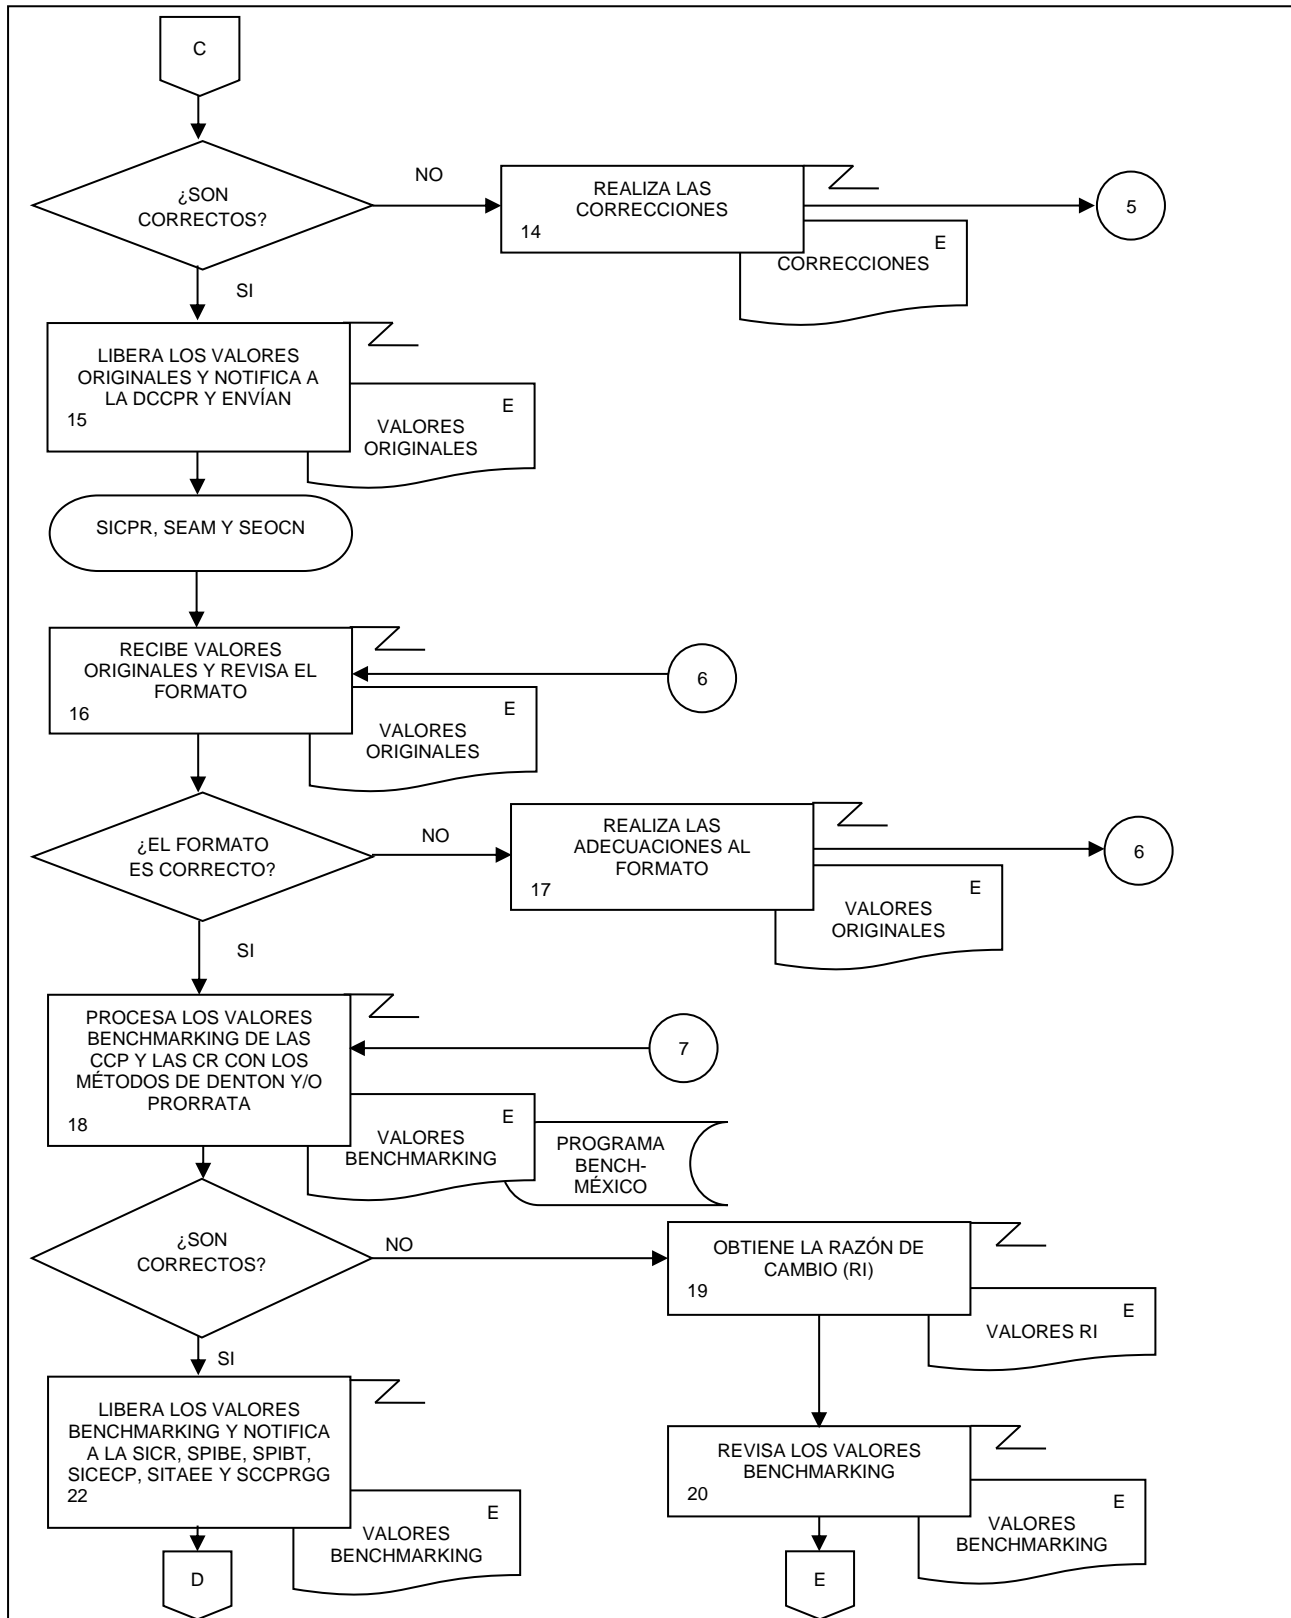 C
¿SON
CORRECTOS?
NO
REALIZA LAS
CORRECCIONES
14
E
CORRECCIONES
5
SI
LIBERA LOS VALORES
ORIGINALES Y NOTIFICA A
LA DCCPR Y ENVÍAN
15
E
VALORES
ORIGINALES
SICPR, SEAM Y SEOCN
RECIBE VALORES
ORIGINALES Y REVISA EL
FORMATO
16
E
VALORES
ORIGINALES
6
¿EL FORMATO
ES CORRECTO?
NO
REALIZA LAS
ADECUACIONES AL
FORMATO
17
E
VALORES
ORIGINALES
6
SI
PROCESA LOS VALORES
BENCHMARKING DE LAS
CCP Y LAS CR CON LOS
MÉTODOS DE DENTON Y/O
PRORRATA
18
E
VALORES
BENCHMARKING
PROGRAMA
BENCH-
MÉXICO
7
¿SON
CORRECTOS?
NO
OBTIENE LA RAZÓN DE
CAMBIO (RI)
19
E
VALORES RI
SI
LIBERA LOS VALORES
BENCHMARKING Y NOTIFICA
A LA SICR, SPIBE, SPIBT,
SICECP, SITAEE Y SCCPRGG
22
E
VALORES
BENCHMARKING
REVISA LOS VALORES
BENCHMARKING
20
E
VALORES
BENCHMARKING
D
E